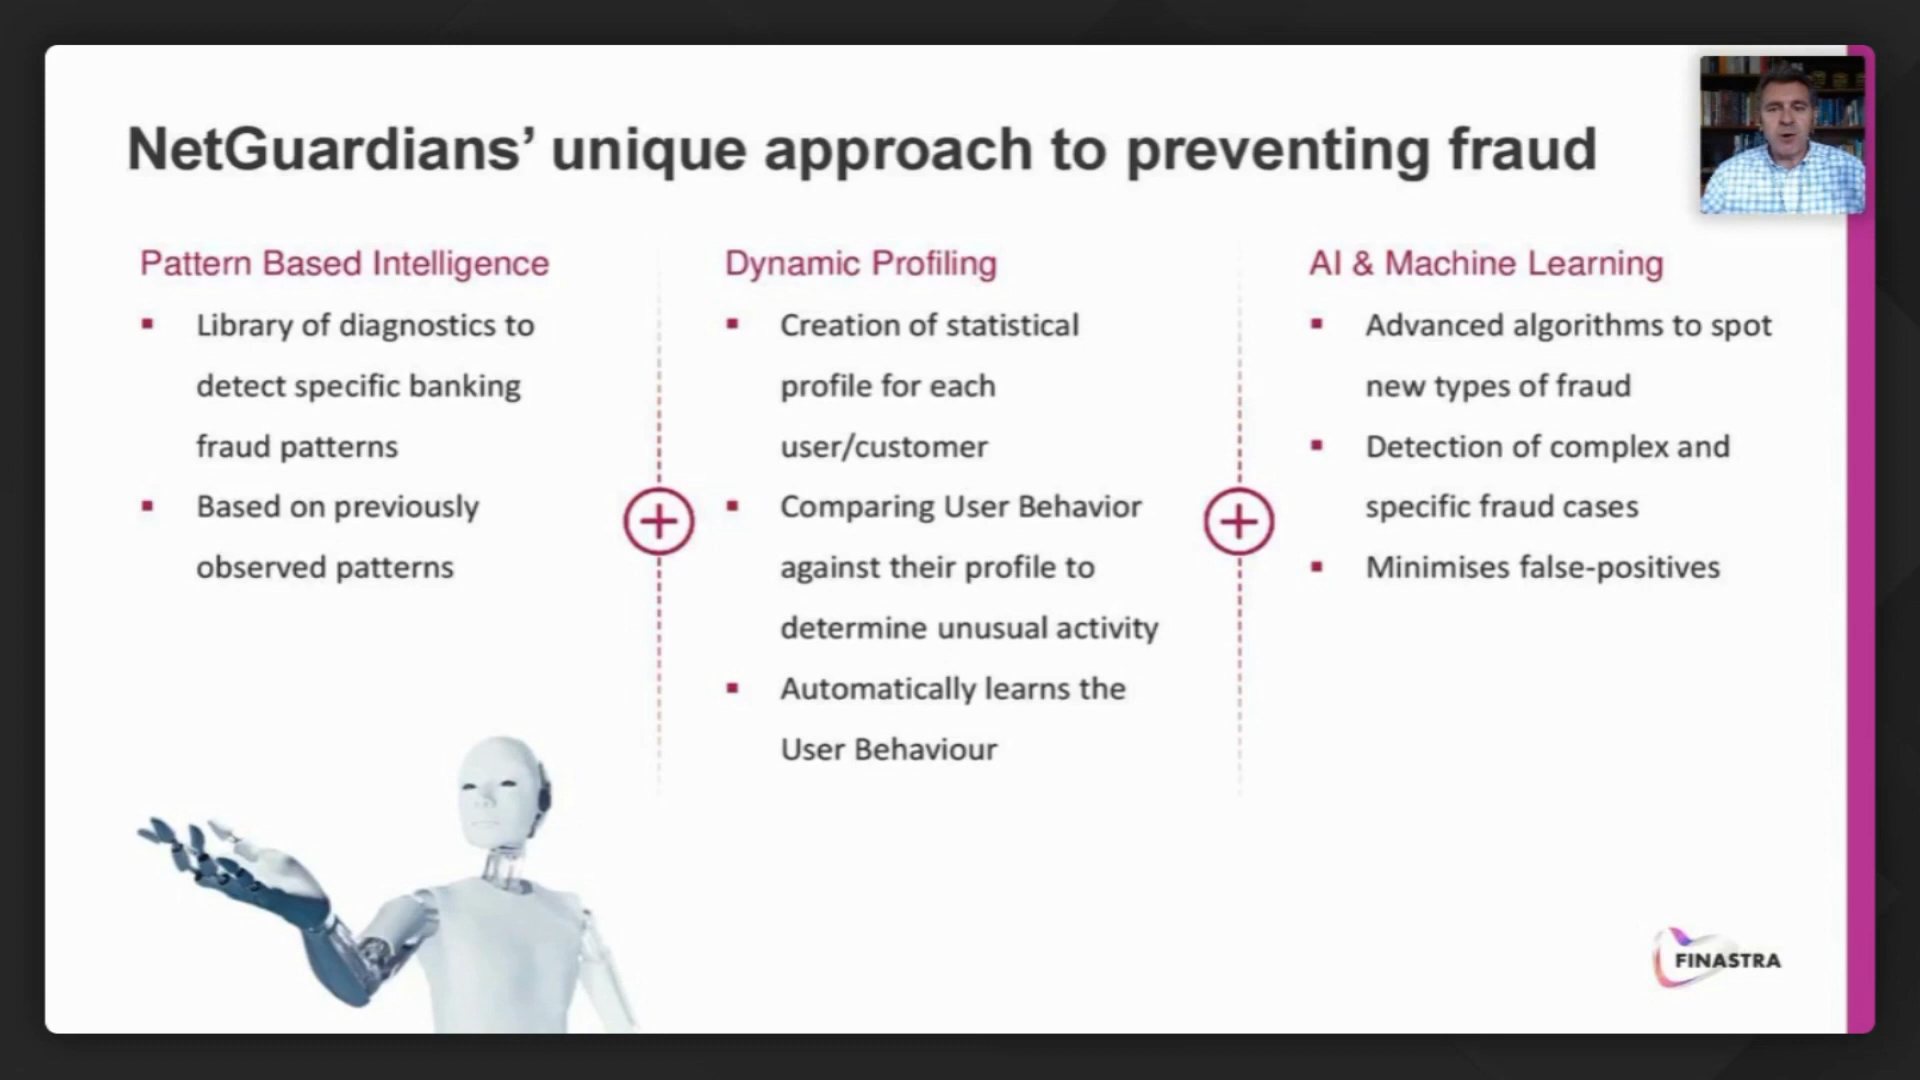 NetGuardians’ unique approach to preventing fraud
Pattern Based Intelligence
▪ Library of diagnostics to
detect specific banking
fraud patterns
▪ Based on previously
observed patterns
Dynamic Profiling
▪ Creation of statistical
profile for each
user/customer
▪ Comparing User Behavior
against their profile to
determine unusual activity
▪ Automatically learns the
User Behaviour
AI & Machine Learning
▪ Advanced algorithms to spot
new types of fraud
▪ Detection of complex and
specific fraud cases
▪ Minimises false-positives
FINASTRA